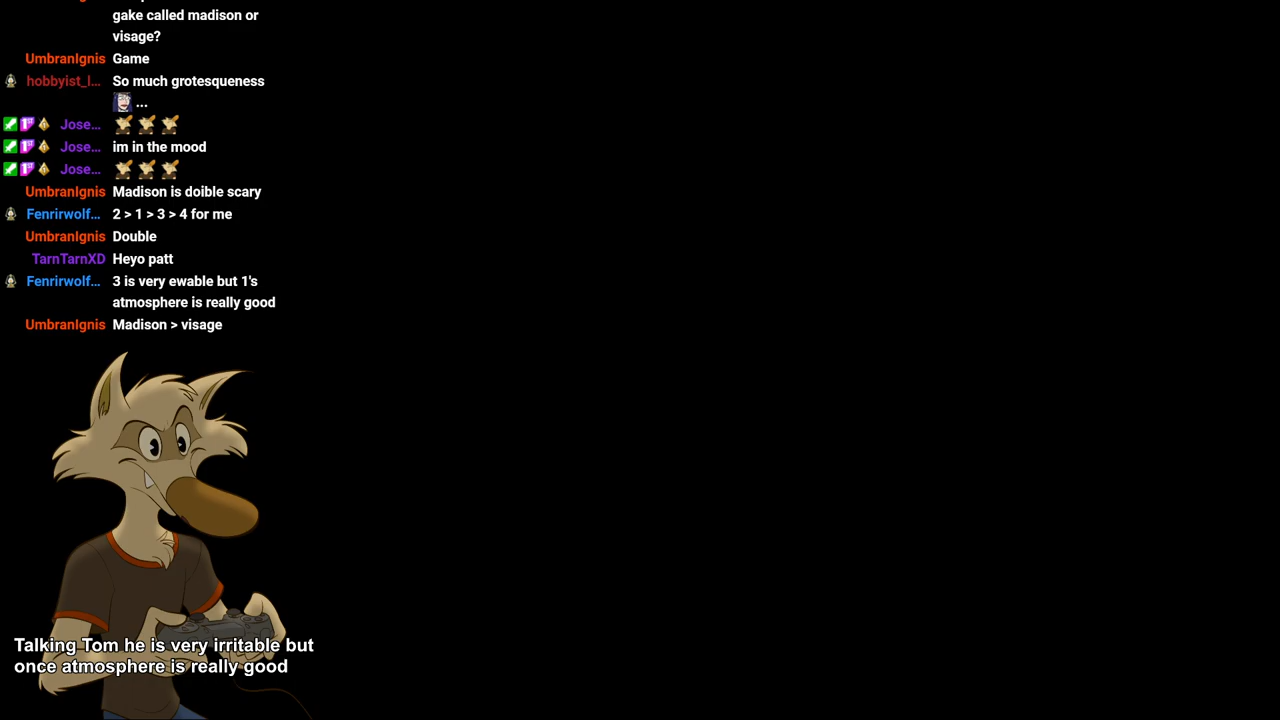 gake called madison or
visage?
UmbranIgnis Game
hobbyist_l... So much grotesqueness
...
Jose...
Jose... im in the mood
Jose...
UmbranIgnis Madison is doible scary
Fenrirwolf... 2 > 1 > 3 > 4 for me
UmbranIgnis Double
TarnTarnXD Heyo patt
Fenrirwolf... 3 is very ewable but 1's
atmosphere is really good
UmbranIgnis Madison > visage
Talking Tom he is very irritable but
once atmosphere is really good